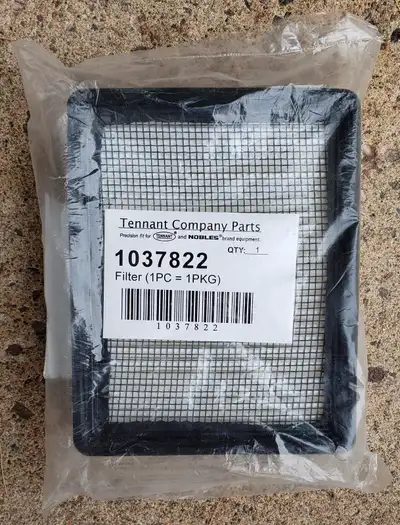 Tennant Company Parts
Precision fit for TENNANT and NOBLES® brand equipment.
QTY: 1
1037822
Filter (1PC = 1PKG)
1037822